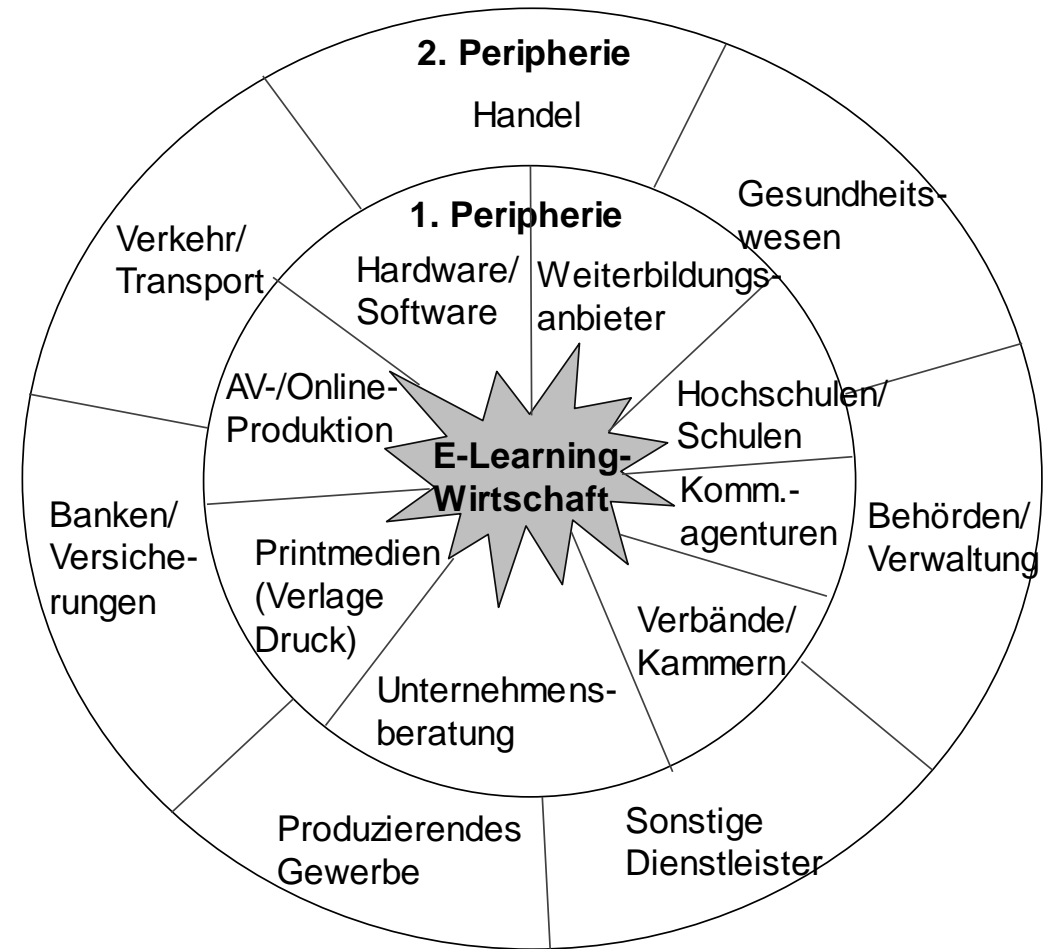 2. Peripherie
Handel
Gesundheits-
wesen
Verkehr/
Transport
1. Peripherie
Hardware/
Software
Weiterbildungs-
anbieter
AV-/Online-
Produktion
Hochschulen/
Schulen
E-Learning-
Wirtschaft
Komm.-
agenturen
Banken/
Versiche-
rungen
Behörden/
Verwaltung
Printmedien
(Verlage
Druck)
Verbände/
Kammern
Unternehmens-
beratung
Produzierendes
Gewerbe
Sonstige
Dienstleister